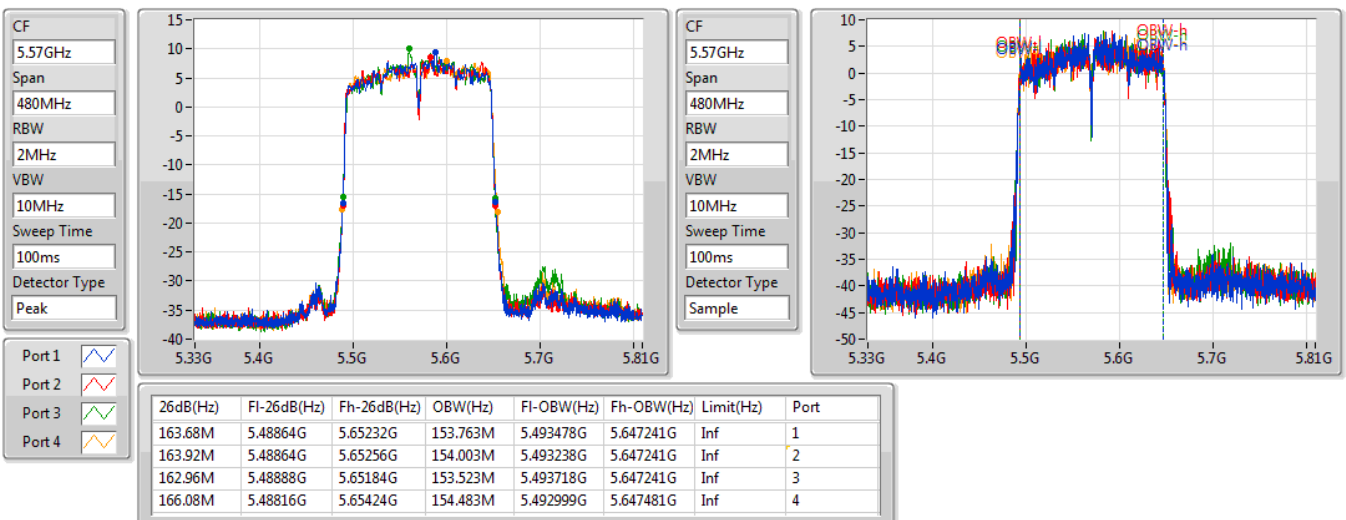 CF
5.57GHz
Span
480MHz
RBW
2MHz
VBW
10MHz
Sweep Time
100ms
Detector Type
Peak
Port 1
Port 2
Port 3
Port 4
15
10
5
0
-5
-10
-15
-20
-25
-30
-35
-40
5.33G 5.4G 5.5G 5.6G 5.7G 5.81G
CF
5.57GHz
Span
480MHz
RBW
2MHz
VBW
10MHz
Sweep Time
100ms
Detector Type
Sample
10
5
0
-5
-10
-15
-20
-25
-30
-35
-40
-45
-50
OBW-h
OBW-h
5.33G 5.4G 5.5G 5.6G 5.7G 5.81G
26dB(Hz) Fl-26dB(Hz) Fh-26dB(Hz) OBW(Hz) Fl-OBW(Hz) Fh-OBW(Hz) Limit(Hz) Port
163.68M 5.48864G 5.65232G 153.763M 5.493478G 5.647241G Inf 1
163.92M 5.48864G 5.65256G 154.003M 5.493238G 5.647241G Inf 2
162.96M 5.48888G 5.65184G 153.523M 5.493718G 5.647241G Inf 3
166.08M 5.48816G 5.65424G 154.483M 5.492999G 5.647481G Inf 4